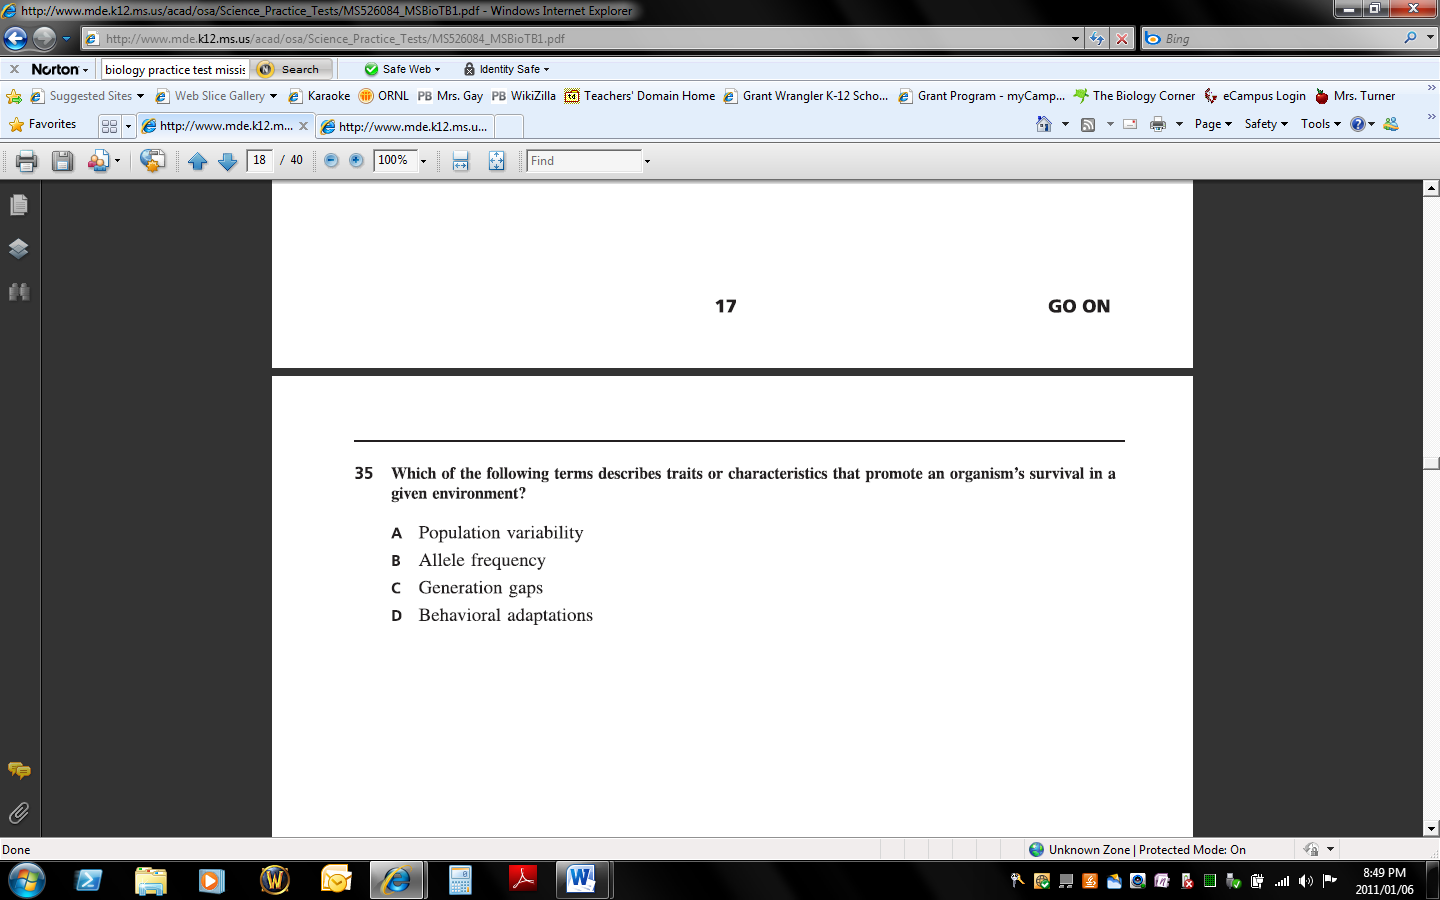 http://www.mde.k12.ms.us/acad/osa/Science_Practice_Tests/MS526084_MSBioTB1.pdf - Windows Internet Explorer
http://www.mde.k12.ms.us/acad/osa/Science_Practice_Tests/MS526084_MSBioTB1.pdf
Bing
x Norton biology practice test missis Search Safe Web Identity Safe
Suggested Sites Web Slice Gallery Karaoke ORNL PB Mrs. Gay PB WikiZilla td Teachers' Domain Home Grant Wrangler K-12 Scho... Grant Program - myCamp... The Biology Corner eCampus Login Mrs. Turner
Favorites http://www.mde.k12.m... x http://www.mde.k12.ms.u... Page Safety Tools
18 / 40 100% Find
17 GO ON
35 Which of the following terms describes traits or characteristics that promote an organism's survival in a
given environment?
A Population variability
B Allele frequency
C Generation gaps
D Behavioral adaptations
Done Unknown Zone | Protected Mode: On
8:49 PM
2011/01/06